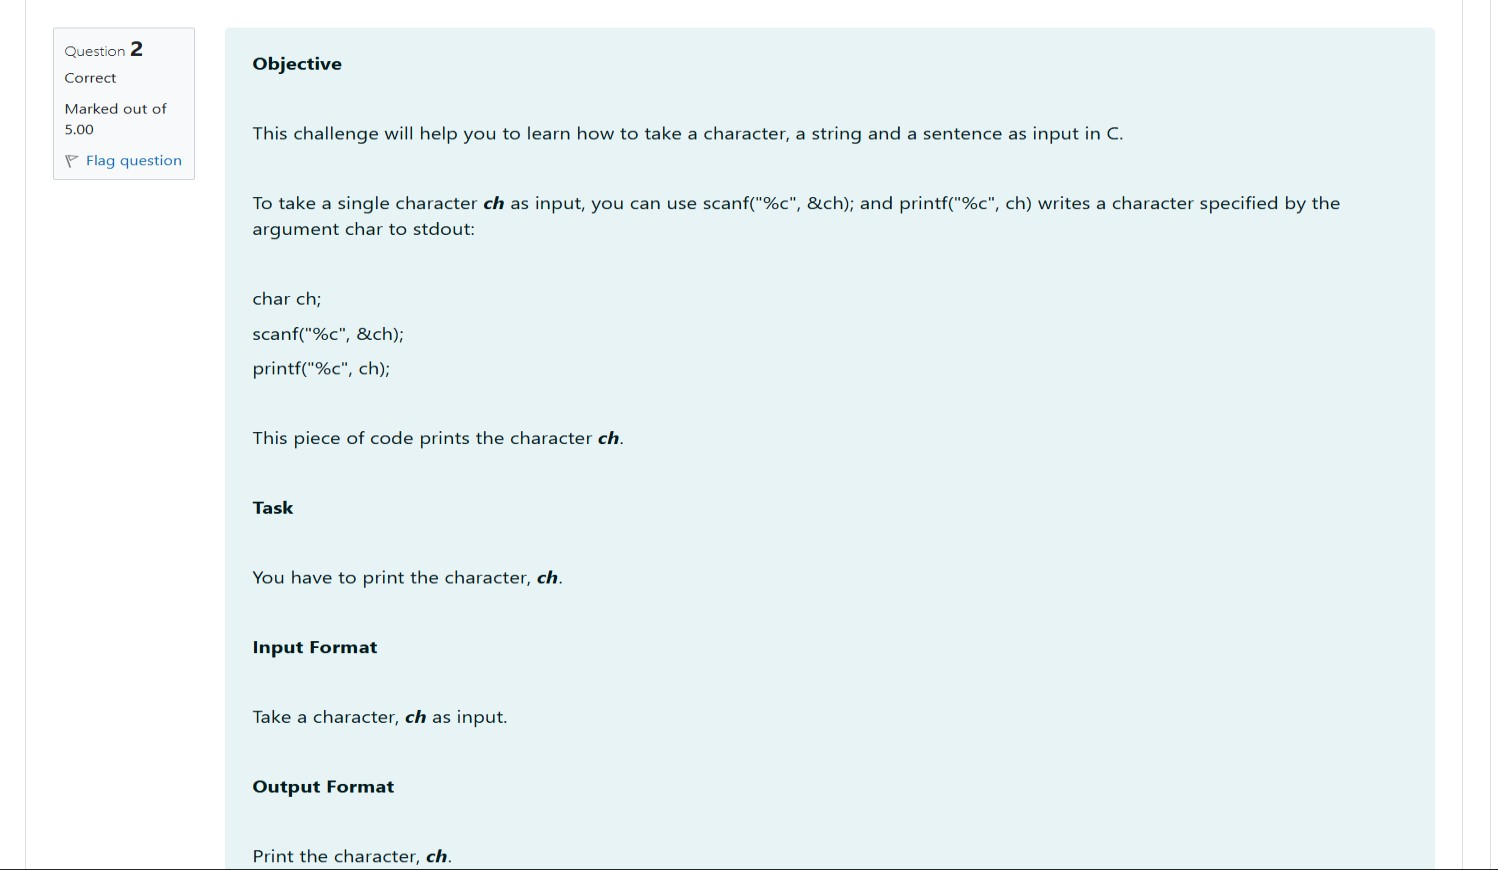 Question 2
Correct
Marked out of
5.00
Flag question
Objective
This challenge will help you to learn how to take a character, a string and a sentence as input in C.
To take a single character ch as input, you can use scanf("%c", &ch); and printf("%c", ch) writes a character specified by the
argument char to stdout:
char ch;
scanf("%c", &ch);
printf("%c", ch);
This piece of code prints the character ch.
Task
You have to print the character, ch.
Input Format
Take a character, ch as input.
Output Format
Print the character, ch.